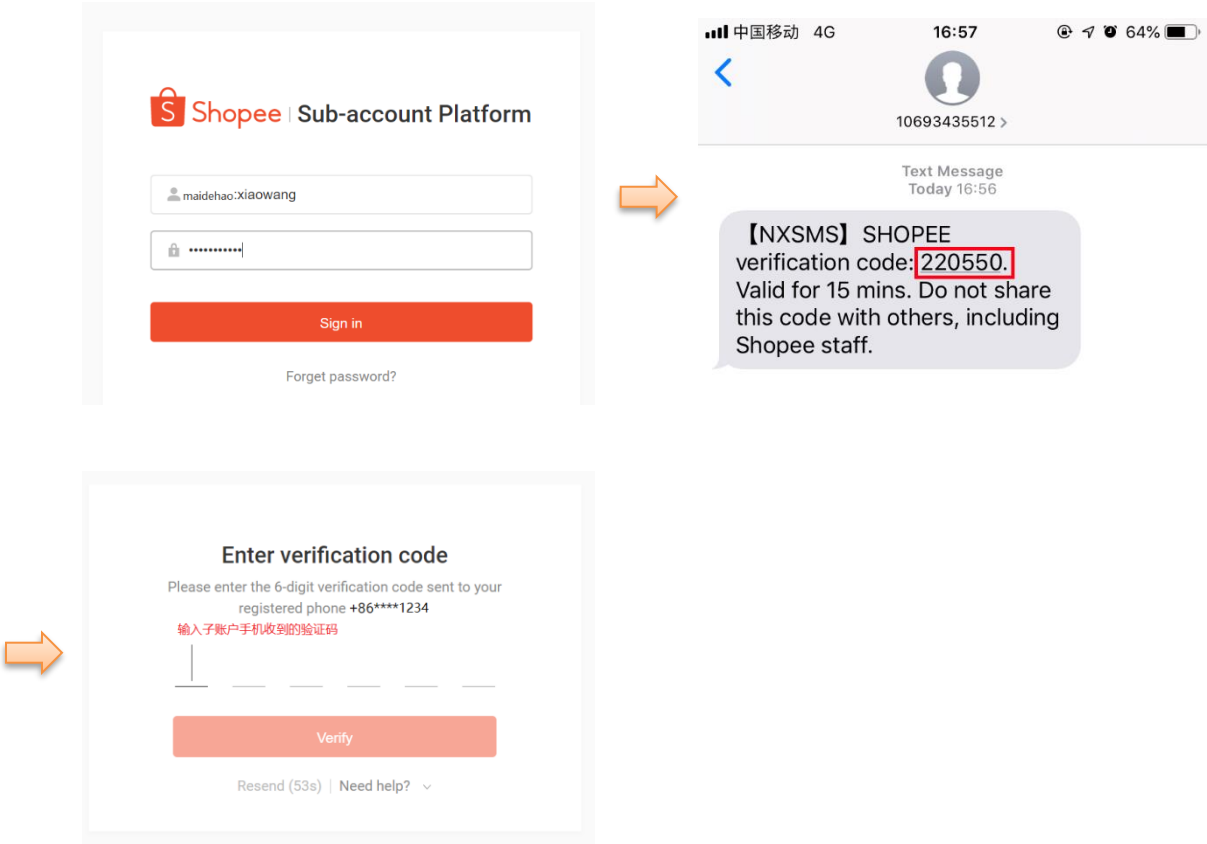 Shopee | Sub-account Platform
maidehao:xiaowang
•••••••••••
Sign in
Forget password?
中国移动 4G 16:57 64%
10693435512 >
Text Message
Today 16:56
【NXSMS】SHOPEE
verification code: 220550.
Valid for 15 mins. Do not share
this code with others, including
Shopee staff.
Enter verification code
Please enter the 6-digit verification code sent to your
registered phone +86****1234
输入子账户手机收到的验证码
Verify
Resend (53s) | Need help?